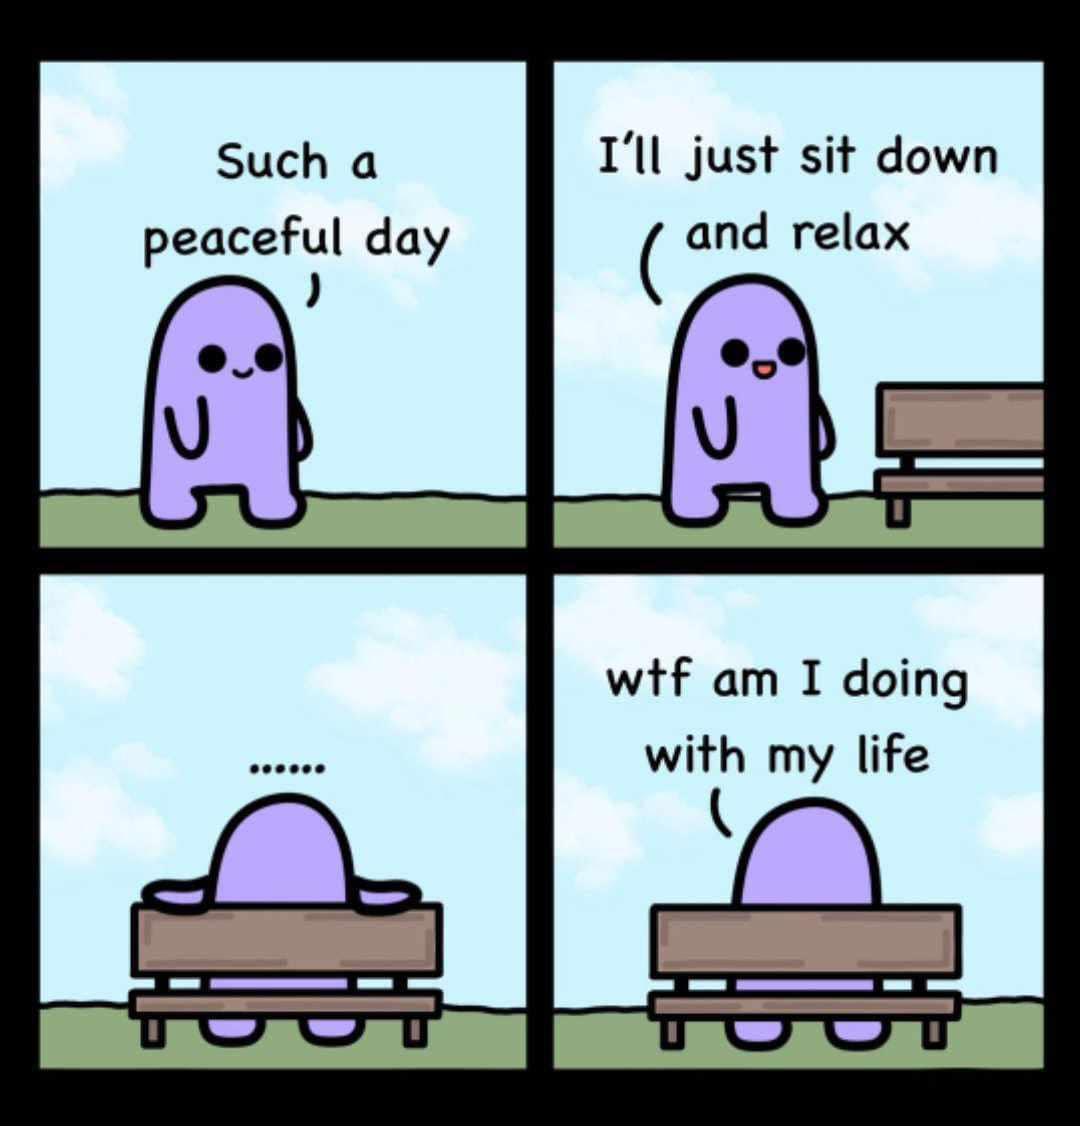 Such a
peaceful day
I'll just sit down
and relax
......
wtf am I doing
with my life